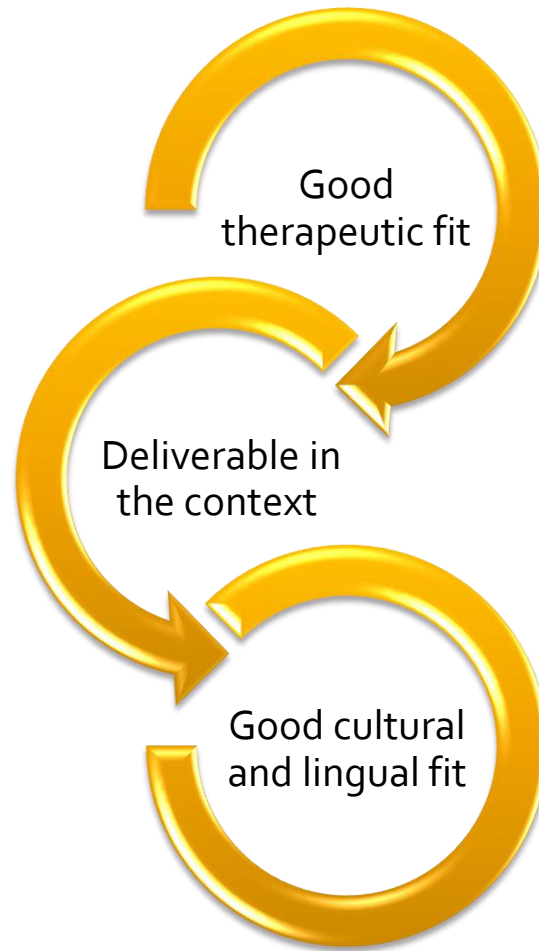 Good
therapeutic fit
Deliverable in
the context
Good cultural
and lingual fit